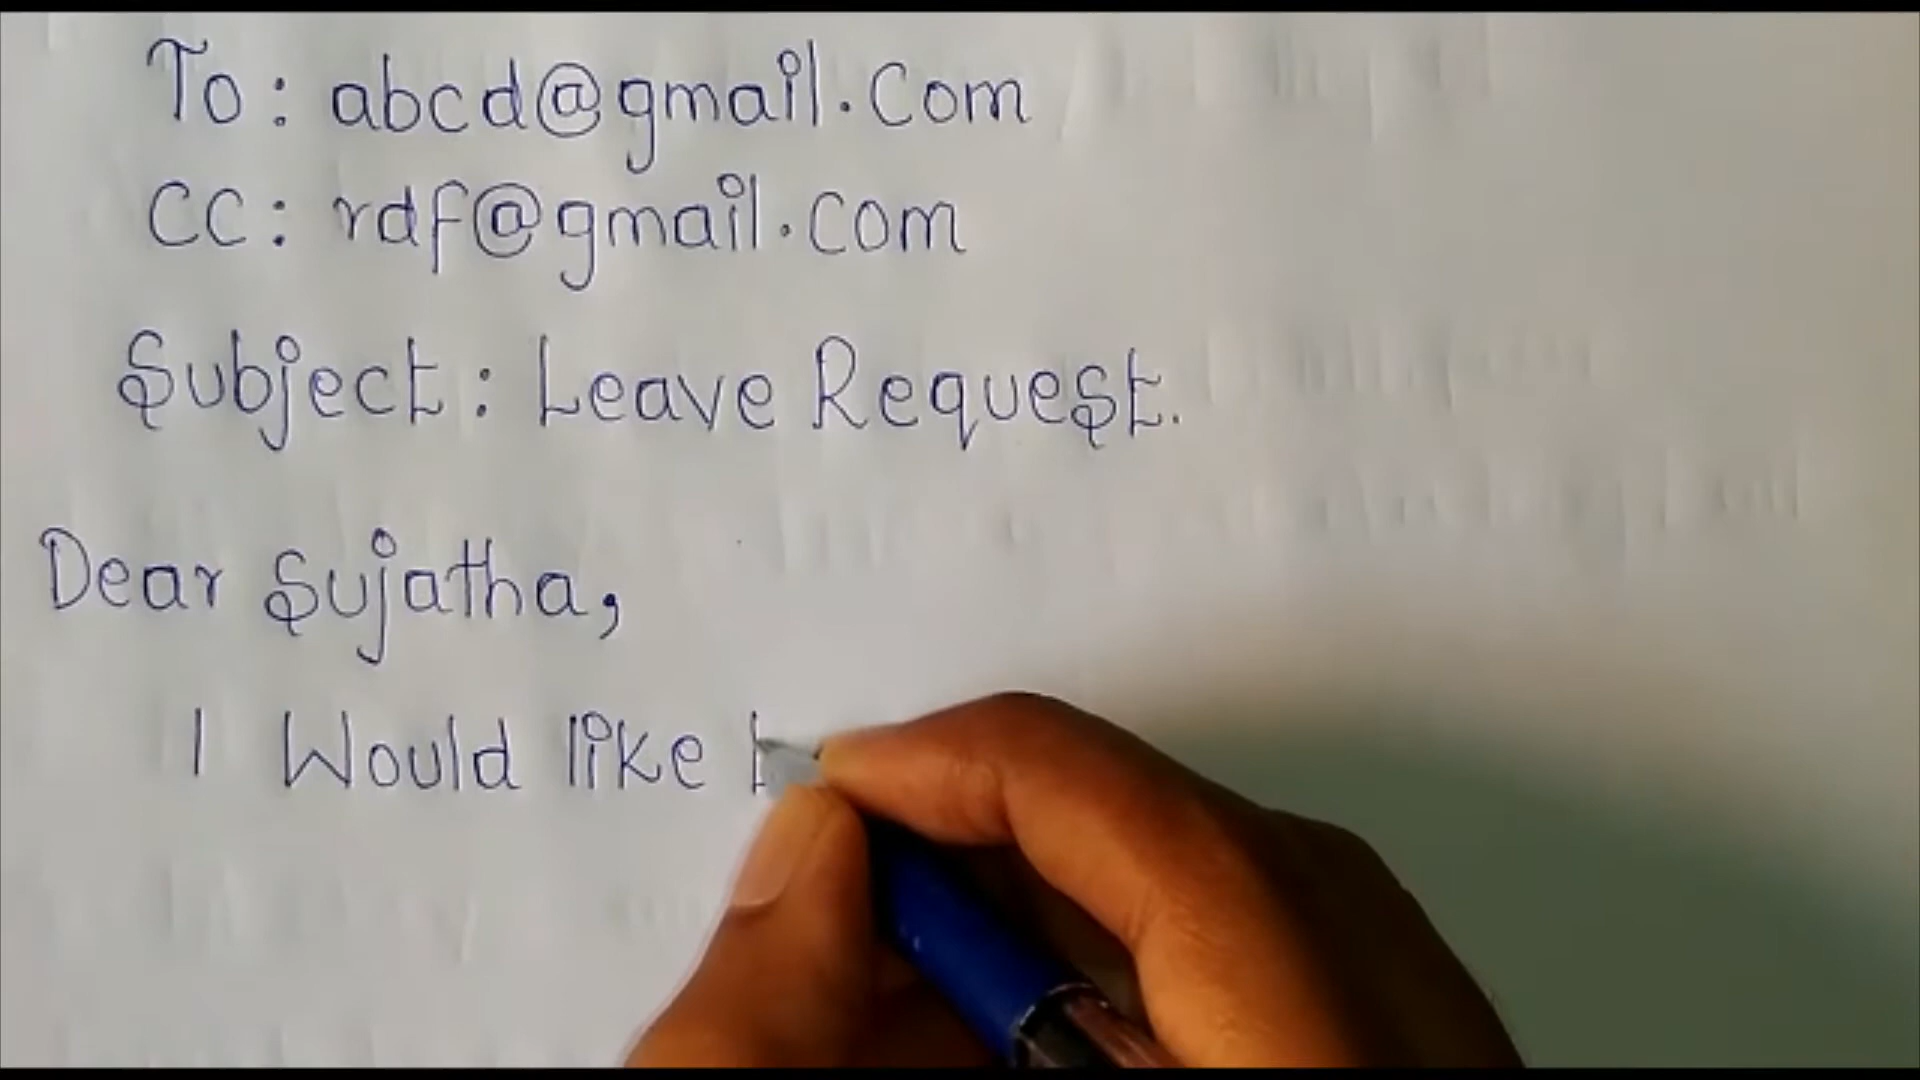 To: abcd@gmail.com
CC: rdf@gmail.com
Subject: Leave Request.
Dear Sujatha,
I Would like